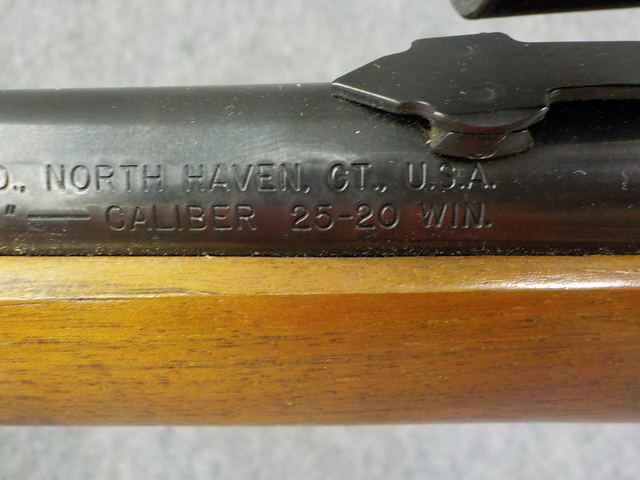 O., NORTH HAVEN, CT., U.S.A.
" — CALIBER 25-20 WIN.